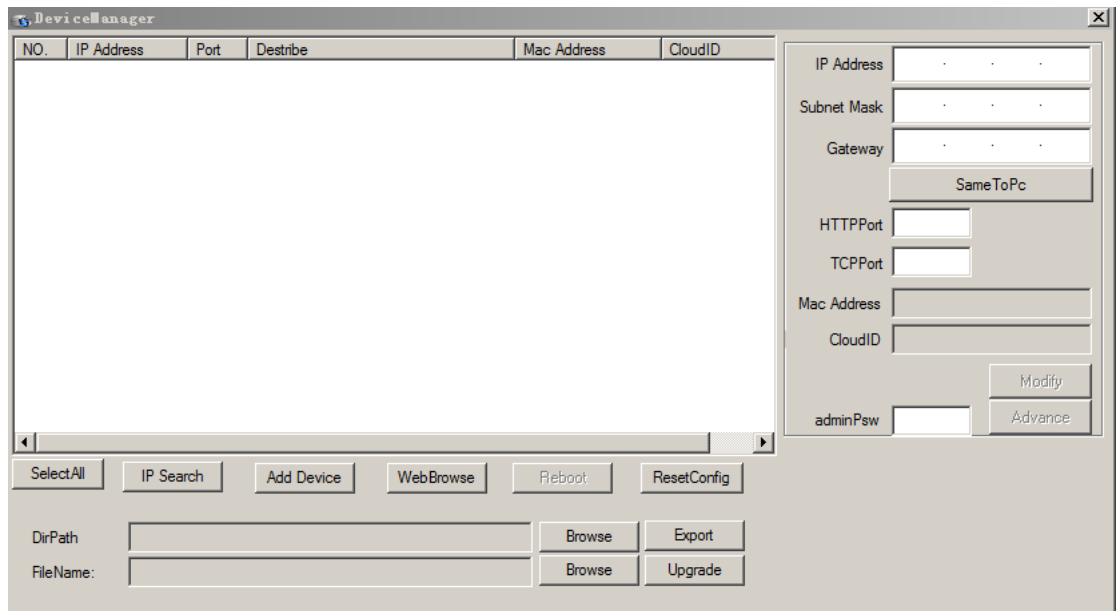 DeviceManager
NO. IP Address Port Destribe Mac Address CloudID
IP Address
Subnet Mask
Gateway
SameToPc
HTTPPort
TCPPort
Mac Address
CloudID
Modify
adminPsw Advance
SelectAll IP Search Add Device WebBrowse Reboot ResetConfig
DirPath Browse Export
FileName: Browse Upgrade